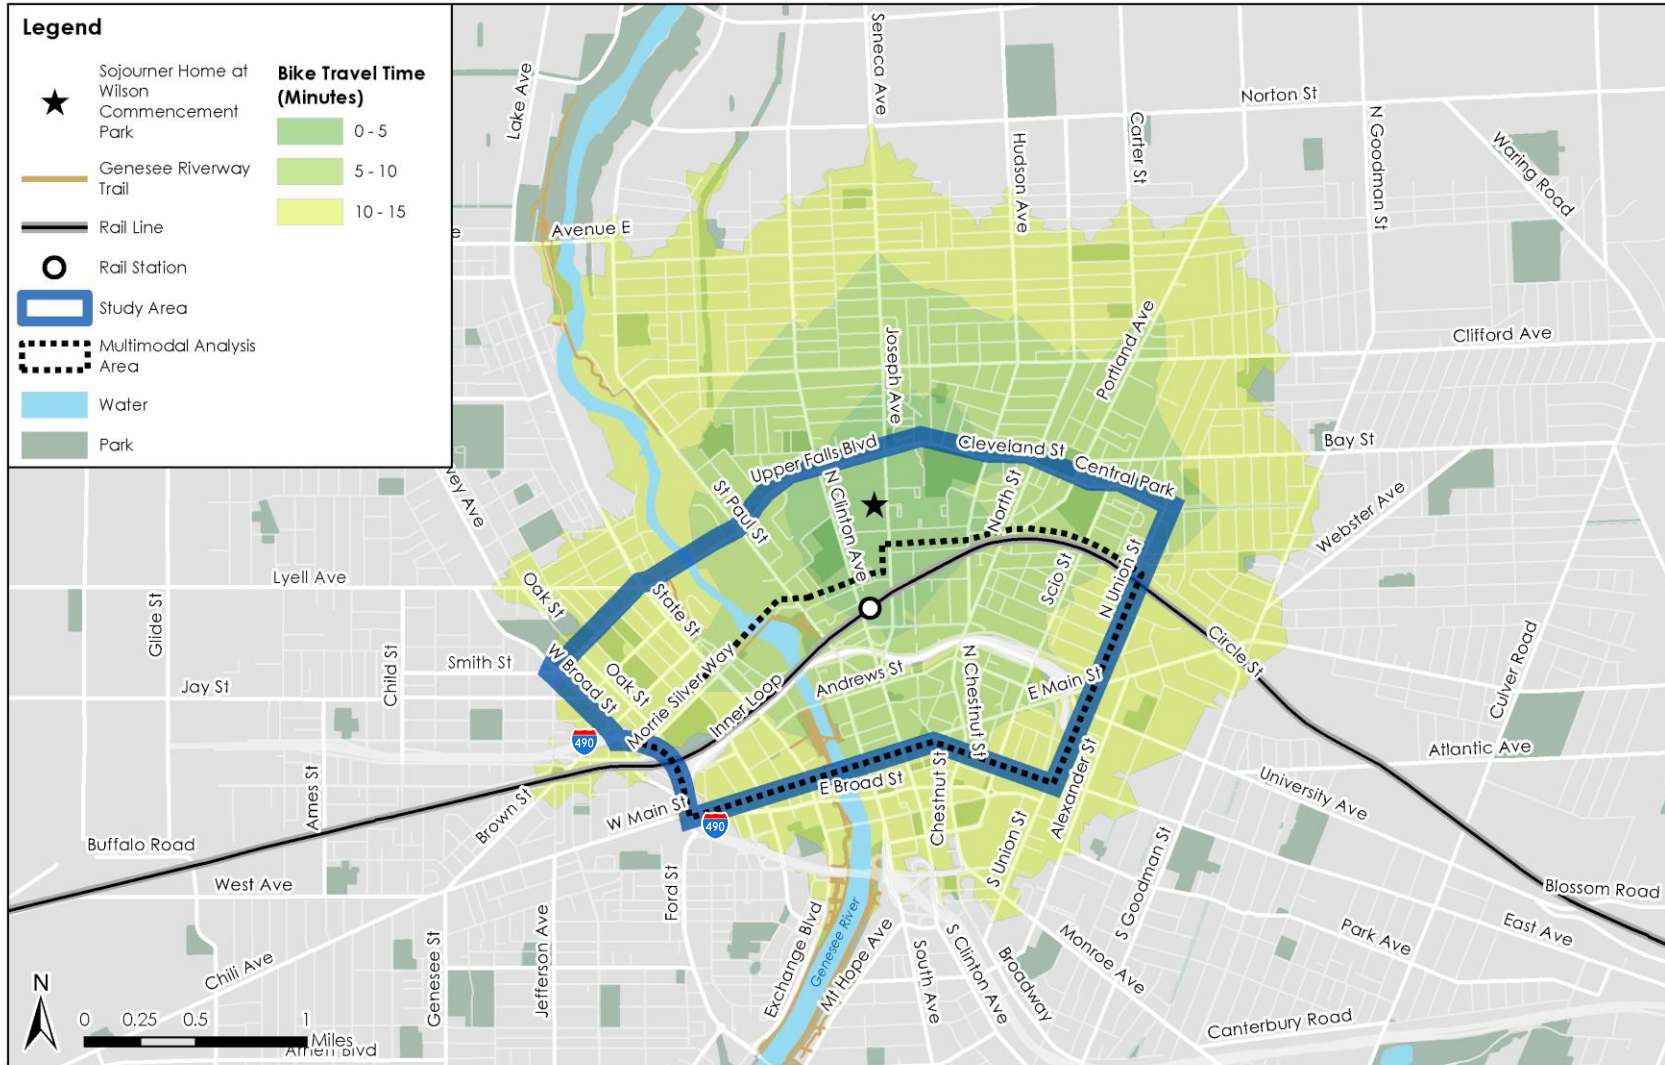 Legend
Sojourner Home at
Wilson
Commencement
Park
Genesee Riverway
Trail
Rail Line
Rail Station
Study Area
Multimodal Analysis
Area
Water
Park
Bike Travel Time
(Minutes)
0 - 5
5 - 10
10 - 15
Seneca Ave
Lake Ave
Norton St
Carter St
Hudson Ave
N Goodman St
Waring Road
e
Avenue E
Joseph Ave
Portland Ave
Clifford Ave
Upper Falls Blvd
Cleveland St
Central Park
Bay St
St Paul St
N Clinton Ave
North St
Webster Ave
Lyell Ave
Oak St
State St
Scio St
N Union St
Gilde St
Child St
Smith St
W Broad St
Oak St
Morrie Silver Way
Inner Loop
Andrews St
N Chestnut St
E Main St
Circle St
Culver Road
Jay St
490
Atlantic Ave
Ames St
Brown St
W Main St
490
E Broad St
Chestnut St
S Union St
Alexander St
University Ave
Buffalo Road
West Ave
Ford St
S Goodman St
Blossom Road
East Ave
Park Ave
Chili Ave
Genesee St
Jefferson Ave
Exchange Blvd
Genesee River
Mt Hope Ave
South Ave
S Clinton Ave
Broadway
Monroe Ave
Canterbury Road
N
0 0.25 0.5 1
Miles